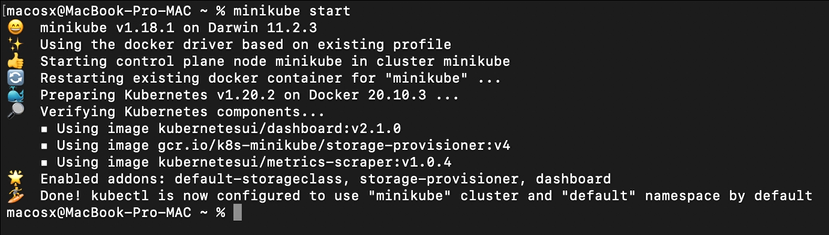 macosx@MacBook-Pro-MAC ~ % minikube start
😄 minikube v1.18.1 on Darwin 11.2.3
✨ Using the docker driver based on existing profile
👍 Starting control plane node minikube in cluster minikube
🔄 Restarting existing docker container for "minikube" ...
🐳 Preparing Kubernetes v1.20.2 on Docker 20.10.3 ...
🔎 Verifying Kubernetes components...
▪ Using image kubernetesui/dashboard:v2.1.0
▪ Using image gcr.io/k8s-minikube/storage-provisioner:v4
▪ Using image kubernetesui/metrics-scraper:v1.0.4
🌟 Enabled addons: default-storageclass, storage-provisioner, dashboard
🏄 Done! kubectl is now configured to use "minikube" cluster and "default" namespace by default
macosx@MacBook-Pro-MAC ~ %